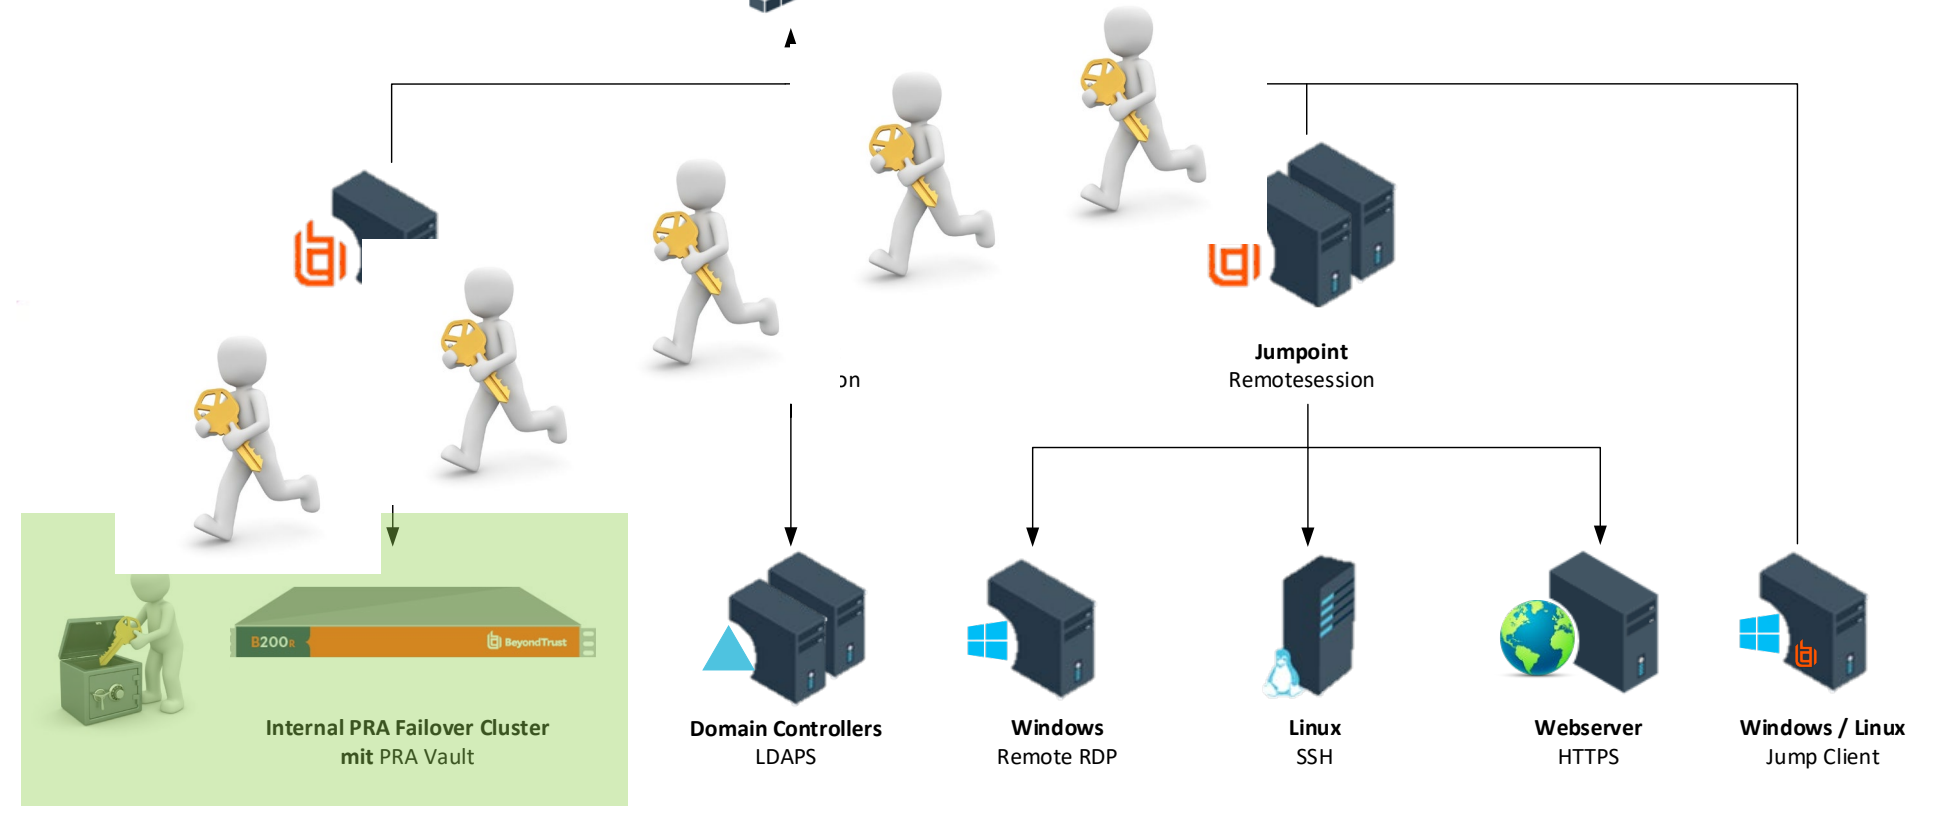 Jumpoint
Remotesession
B200R
BeyondTrust
Internal PRA Failover Cluster
mit PRA Vault
Domain Controllers
LDAPS
Windows
Remote RDP
Linux
SSH
Webserver
HTTPS
Windows / Linux
Jump Client